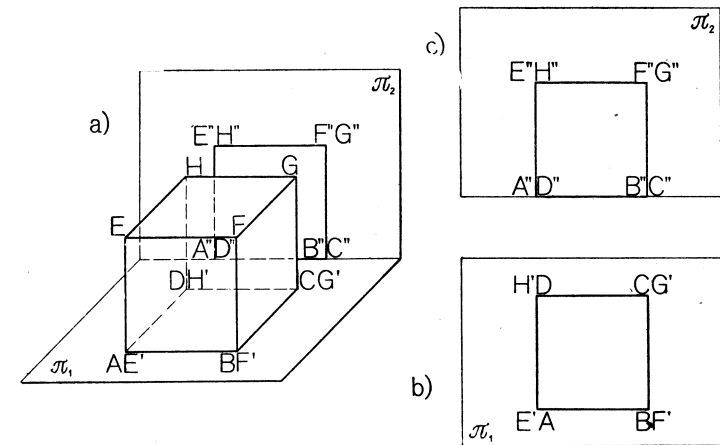 a)
π₂
E"H"
F"G"
H
G
E
F
A"D"
B"C"
DH'
CG'
AE'
BF'
π₁
c)
π₂
E"H"
F"G"
A"D"
B"C"
H'D
CG'
E'A
BF'
π₁
b)